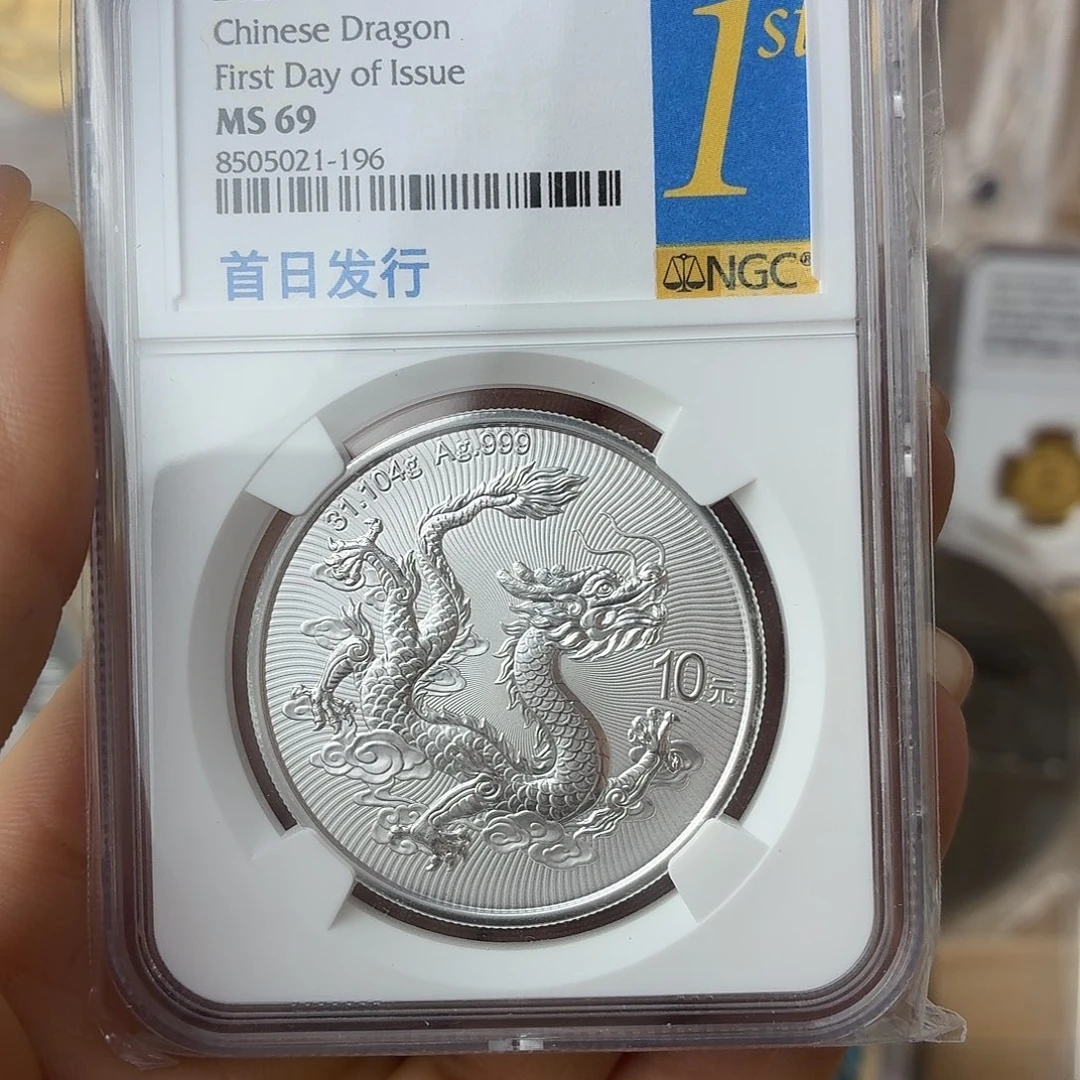 Chinese Dragon
First Day of Issue
MS 69
8505021-196
首日发行
1st
NGC®
31.104g Ag.999
10元